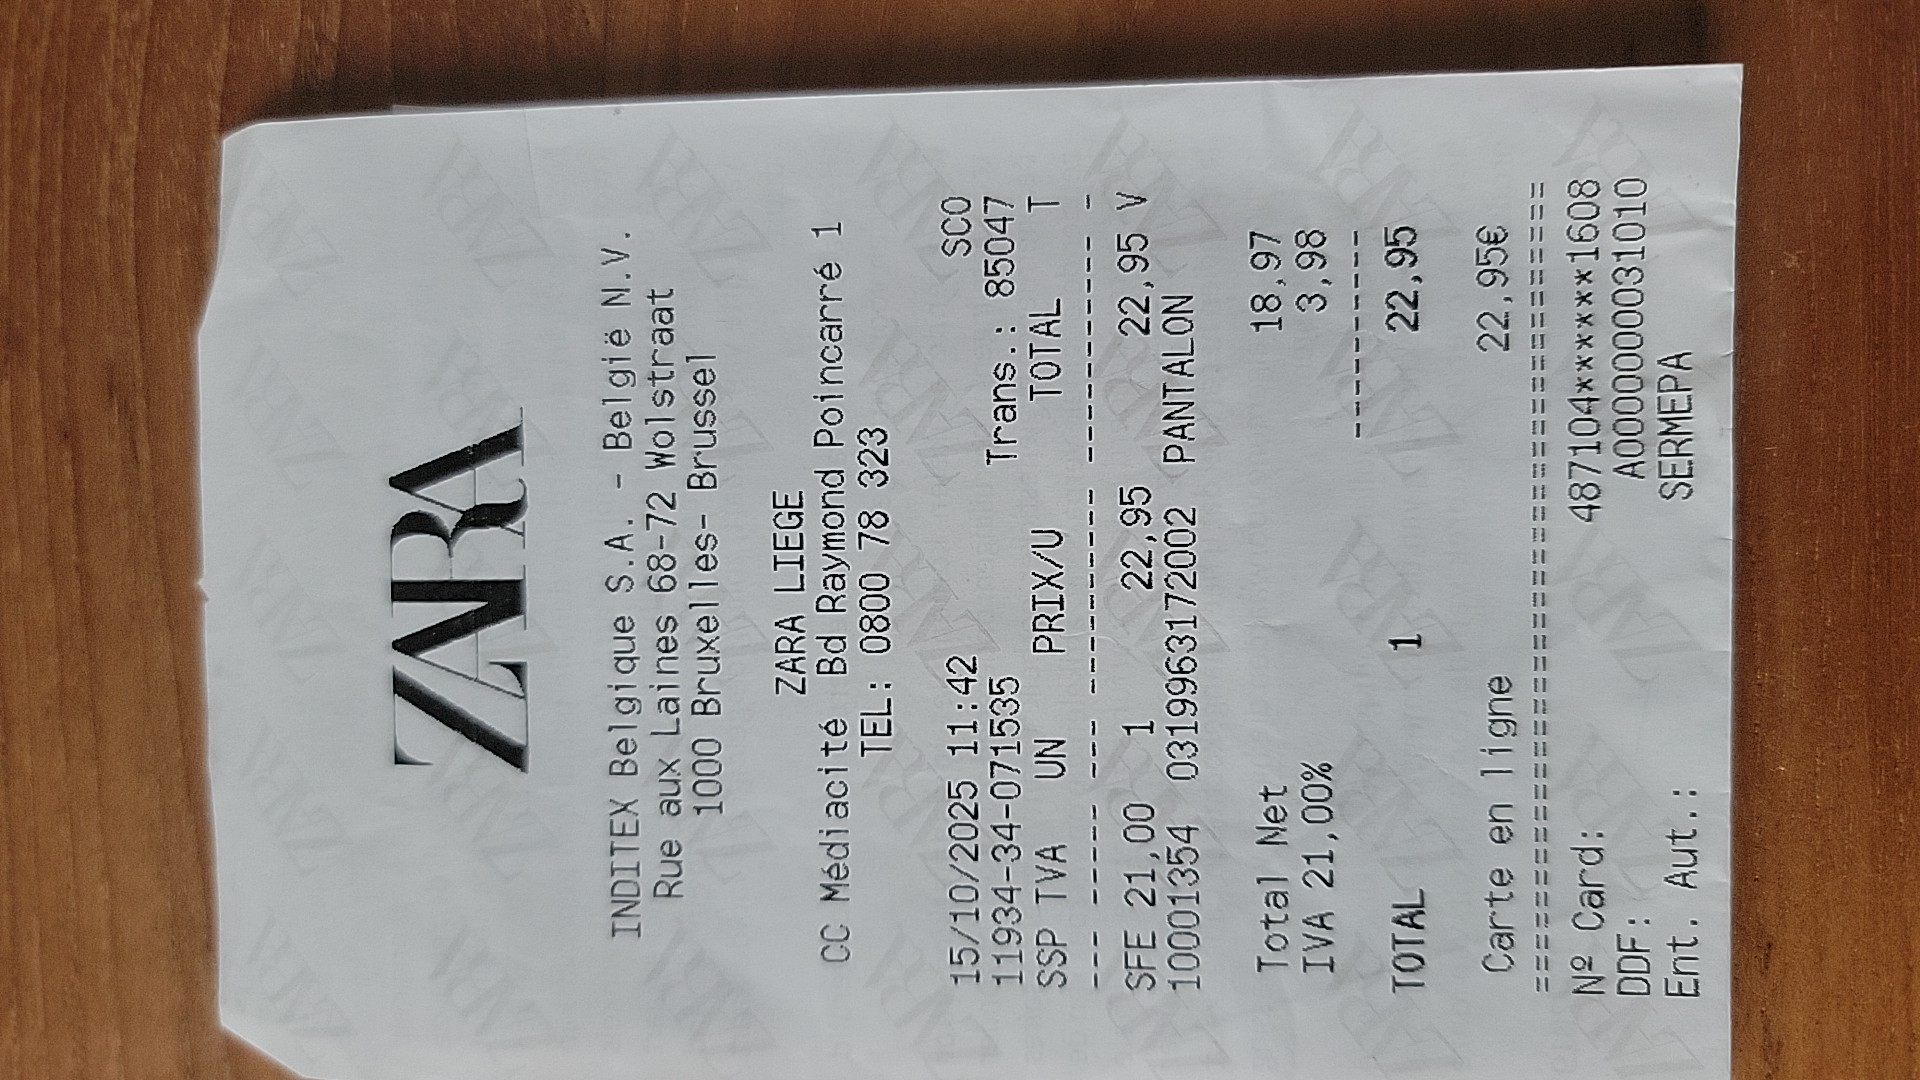 ZARA
INDITEX Belgique S.A. - België N.V.
Rue aux Laines 68-72 Wolstraat
1000 Bruxelles- Brussel
ZARA LIEGE
CC Médiacité Bd Raymond Poincarré 1
TEL: 0800 78 323
15/10/2025 11:42 SCO
11934-34-071535 Trans.: 85047
SSP TVA UN PRIX/U TOTAL T
--- ----- --- ------------- ------------- -
SFE 21,00 1 22,95 22,95 V
10001354 0319963172002 PANTALON
Total Net 18,97
IVA 21,00% 3,98
-----------
TOTAL 1 22,95
Carte en ligne 22,95€
==========================================
Nº Card: 487104********1608
DDF: A0000000031010
Ent. Aut.: SERMEPA